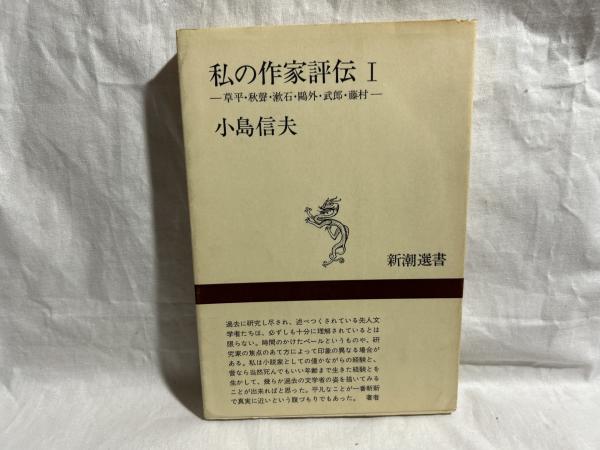 私の作家評伝 Ⅰ
―草平・秋聲・漱石・鷗外・武郎・藤村―
小島信夫
新潮選書
過去に研究し尽され、述べつくされている先人文
学者たちは、必ずしも十分に理解されているとは
限らない。時間のかけたベールというものや、研
究家の焦点のあて方によって印象の異なる場合が
ある。私は小説家としての僅かながらの経験と、
昔なら当然死んでもいい年齢まで生きた経験とを
生かして、幾らか過去の文学者の姿を描いてみる
ことが出来ればと思った。平凡なことが一番斬新
で真実に近いという腹づもりでもあった。 著者